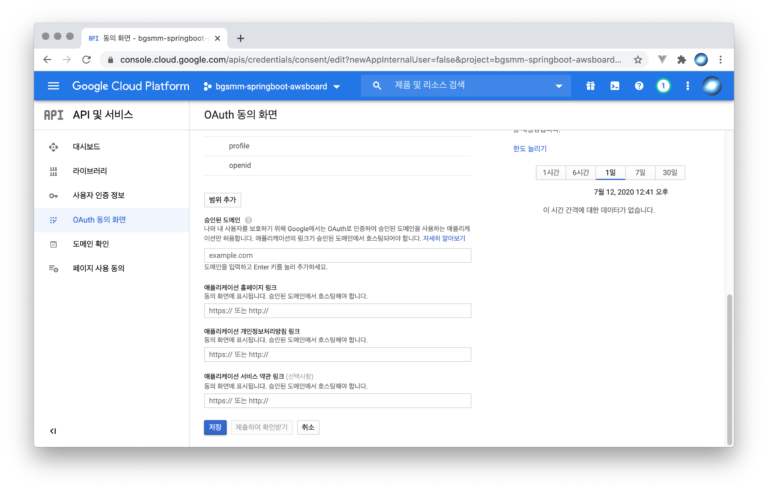 API 동의 화면 - bgsmm-springboot-
console.cloud.google.com/apis/credentials/consent/edit?newAppInternalUser=false&project=bgsmm-springboot-awsboard...
Google Cloud Platform
bgsmm-springboot-awsboard
제품 및 리소스 검색
1
API API 및 서비스
OAuth 동의 화면
대시보드
라이브러리
사용자 인증 정보
OAuth 동의 화면
도메인 확인
페이지 사용 동의
profile
openid
범위 추가
승인된 도메인
나와 내 사용자를 보호하기 위해 Google에서는 OAuth로 인증하여 승인된 도메인을 사용하는 애플리케
이션만 허용합니다. 애플리케이션의 링크가 승인된 도메인에서 호스팅되어야 합니다. 자세히 알아보기
example.com
도메인을 입력하고 Enter 키를 눌러 추가하세요.
애플리케이션 홈페이지 링크
동의 화면에 표시됩니다. 승인된 도메인에서 호스팅해야 합니다.
https:// 또는 http://
애플리케이션 개인정보처리방침 링크
동의 화면에 표시됩니다. 승인된 도메인에서 호스팅해야 합니다.
https:// 또는 http://
애플리케이션 서비스 약관 링크 (선택사항)
동의 화면에 표시됩니다. 승인된 도메인에서 호스팅해야 합니다.
https:// 또는 http://
저장 제출하여 확인받기 취소
한도 늘리기
1시간 6시간 1일 7일 30일
7월 12, 2020 12:41 오후
이 시간 간격에 대한 데이터가 없습니다.